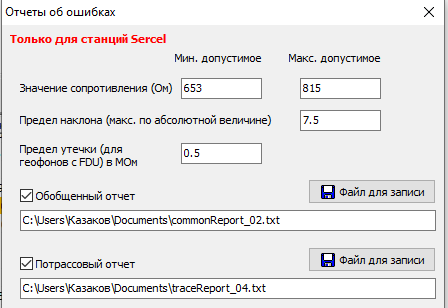 Отчеты об ошибках
Только для станций Sercel
Мин. допустимое Макс. допустимое
Значение сопротивления (Ом) 653 815
Предел наклона (макс. по абсолютной величине) 7.5
Предел утечки (для
геофонов с FDU) в МОм 0.5
Обобщенный отчет Файл для записи
C:\Users\Казаков\Documents\commonReport_02.txt
Потрассовый отчет Файл для записи
C:\Users\Казаков\Documents\traceReport_04.txt